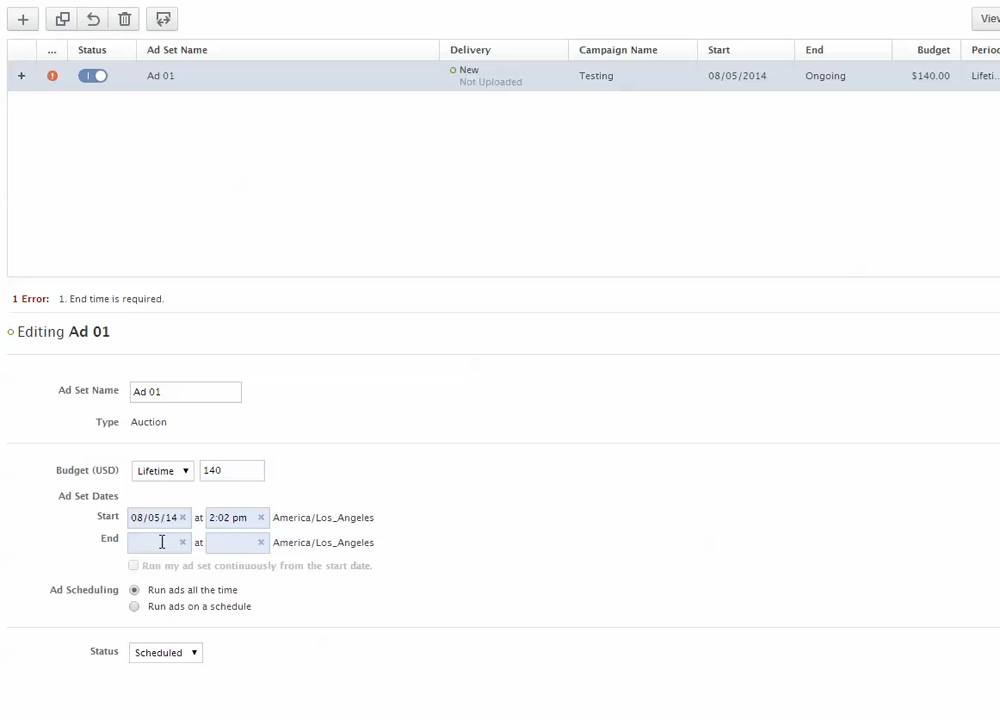 View
... Status Ad Set Name Delivery Campaign Name Start End Budget Perio
Ad 01 New Testing 08/05/2014 Ongoing $140.00 Lifeti...
Not Uploaded
1 Error: 1. End time is required.
Editing Ad 01
Ad Set Name Ad 01
Type Auction
Budget (USD) Lifetime 140
Ad Set Dates
Start 08/05/14 at 2:02 pm America/Los_Angeles
End at America/Los_Angeles
Run my ad set continuously from the start date.
Ad Scheduling Run ads all the time
Run ads on a schedule
Status Scheduled